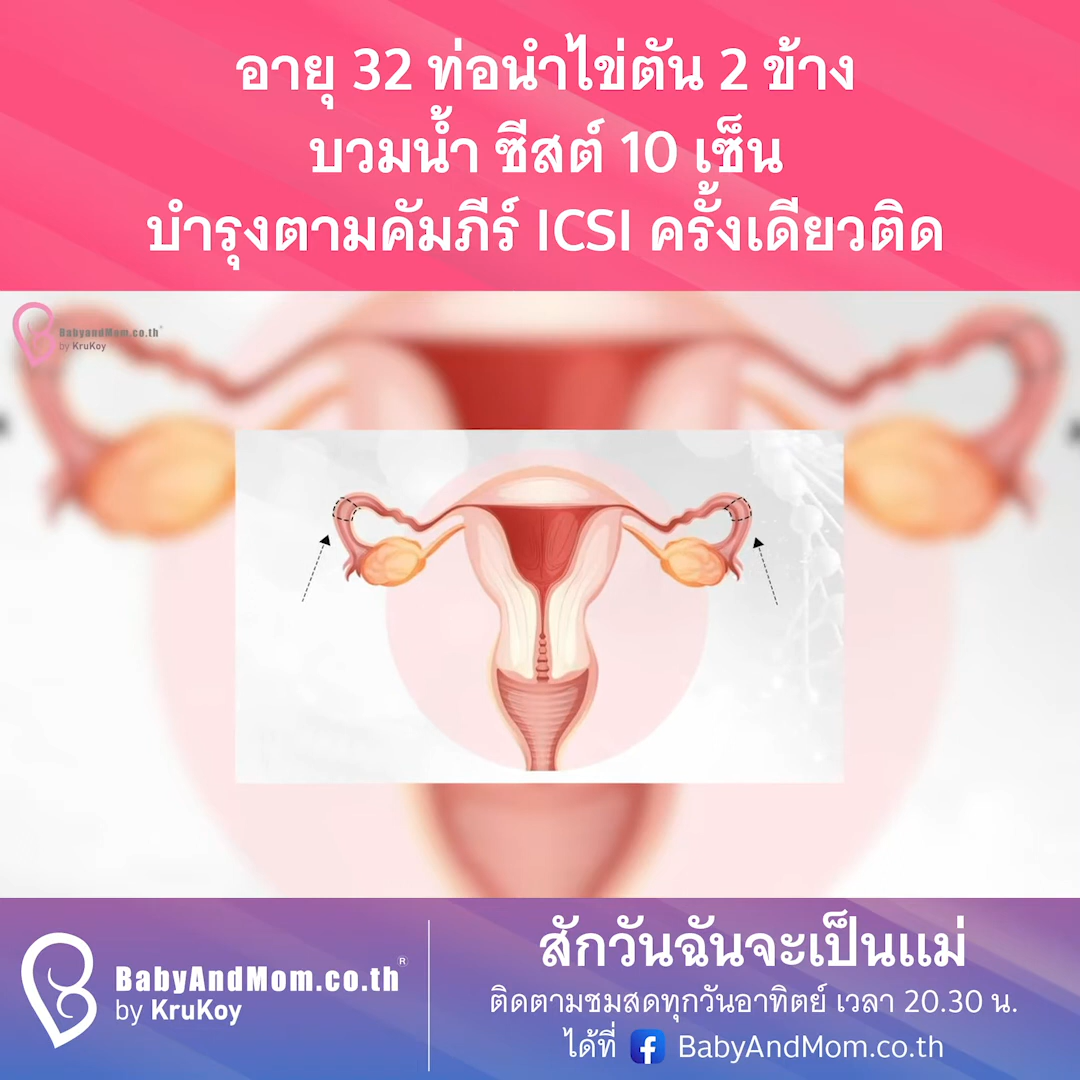 อายุ 32 ท่อนำไข่ตัน 2 ข้าง
บวมน้ำ ซีสต์ 10 เซ็น
บำรุงตามคัมภีร์ ICSI ครั้งเดียวติด
BabyandMom.co.th
by KruKoy
BabyAndMom.co.th®
by KruKoy
สักวันฉันจะเป็นแม่
ติดตามชมสดทุกวันอาทิตย์ เวลา 20.30 น.
ได้ที่ BabyAndMom.co.th